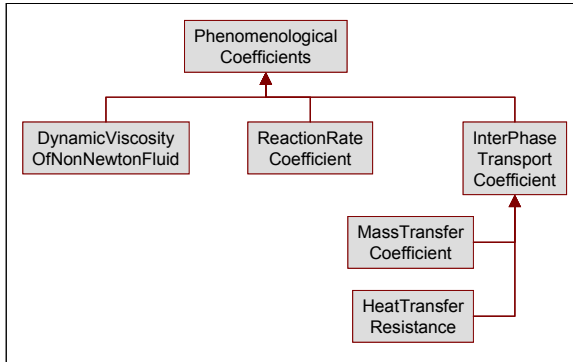 Phenomenological
Coefficients
DynamicViscosity
OfNonNewtonFluid
ReactionRate
Coefficient
InterPhase
Transport
Coefficient
MassTransfer
Coefficient
HeatTransfer
Resistance